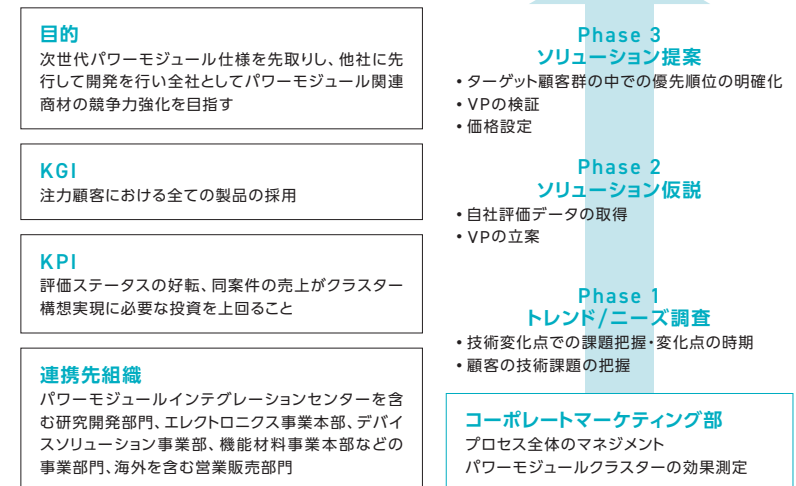 目的
次世代パワーモジュール仕様を先取りし、他社に先
行して開発を行い全社としてパワーモジュール関連
商材の競争力強化を目指す
KGI
注力顧客における全ての製品の採用
KPI
評価ステータスの好転、同案件の売上がクラスター
構想実現に必要な投資を上回ること
連携先組織
パワーモジュールインテグレーションセンターを含
む研究開発部門、エレクトロニクス事業本部、デバイ
スソリューション事業部、機能材料事業本部などの
事業部門、海外を含む営業販売部門
Phase 3
ソリューション提案
•ターゲット顧客群の中での優先順位の明確化
•VPの検証
•価格設定
Phase 2
ソリューション仮説
•自社評価データの取得
•VPの立案
Phase 1
トレンド/ニーズ調査
•技術変化点での課題把握・変化点の時期
•顧客の技術課題の把握
コーポレートマーケティング部
プロセス全体のマネジメント
パワーモジュールクラスターの効果測定